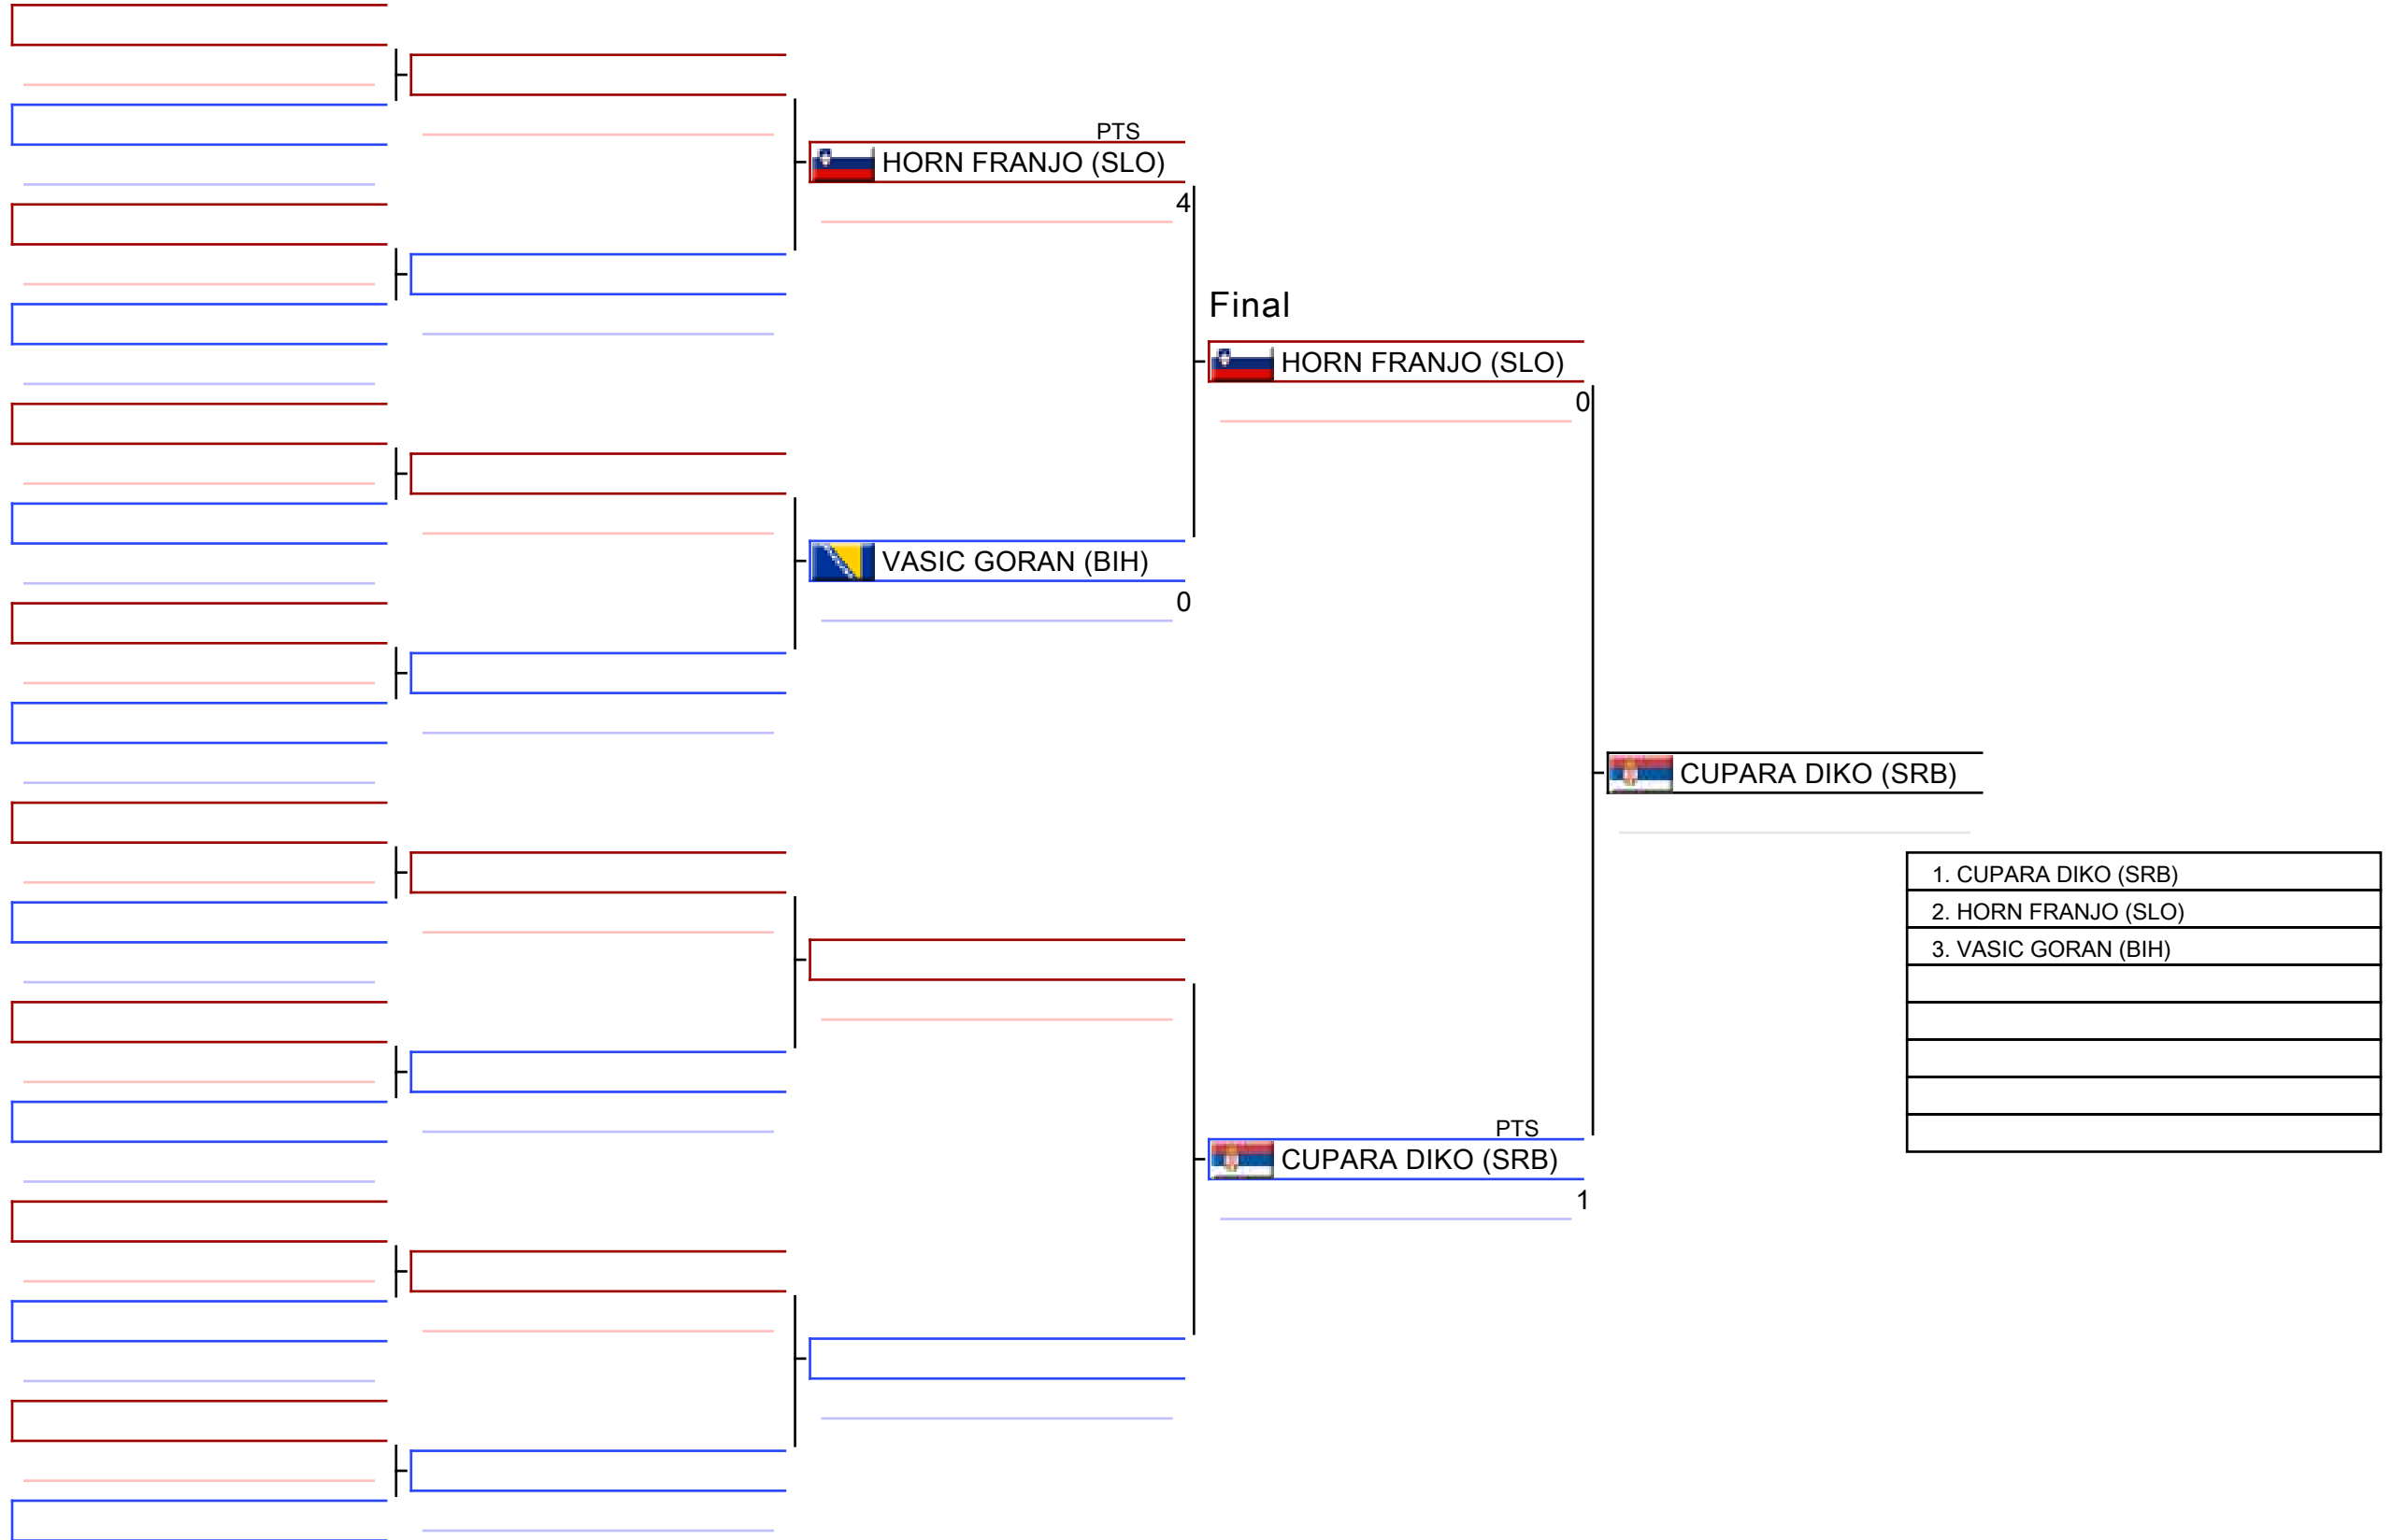 PTS
HORN FRANJO (SLO)
4
Final
HORN FRANJO (SLO)
0
VASIC GORAN (BIH)
0
CUPARA DIKO (SRB)
1. CUPARA DIKO (SRB)
2. HORN FRANJO (SLO)
3. VASIC GORAN (BIH)
PTS
CUPARA DIKO (SRB)
1